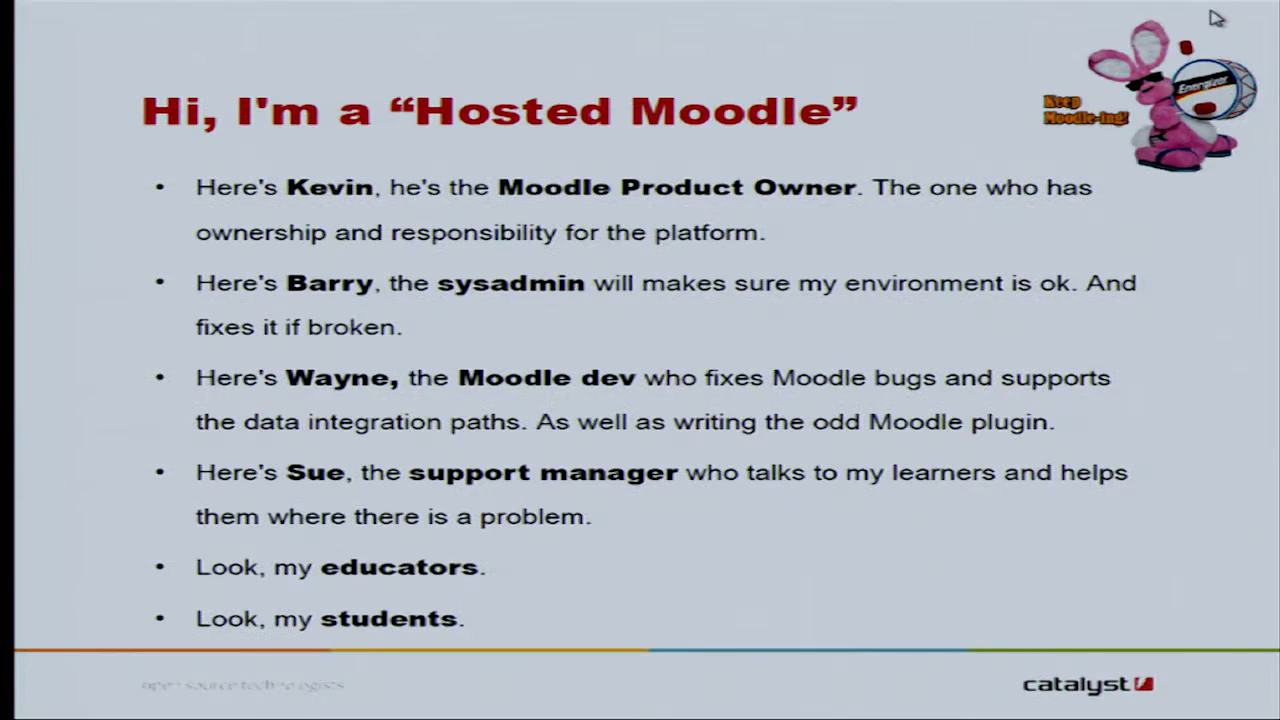 Hi, I'm a “Hosted Moodle”
Keep
Moodle-ing!
Energizer
• Here's Kevin, he's the Moodle Product Owner. The one who has
ownership and responsibility for the platform.
• Here's Barry, the sysadmin will makes sure my environment is ok. And
fixes it if broken.
• Here's Wayne, the Moodle dev who fixes Moodle bugs and supports
the data integration paths. As well as writing the odd Moodle plugin.
• Here's Sue, the support manager who talks to my learners and helps
them where there is a problem.
• Look, my educators.
• Look, my students.
open source technologists
catalyst